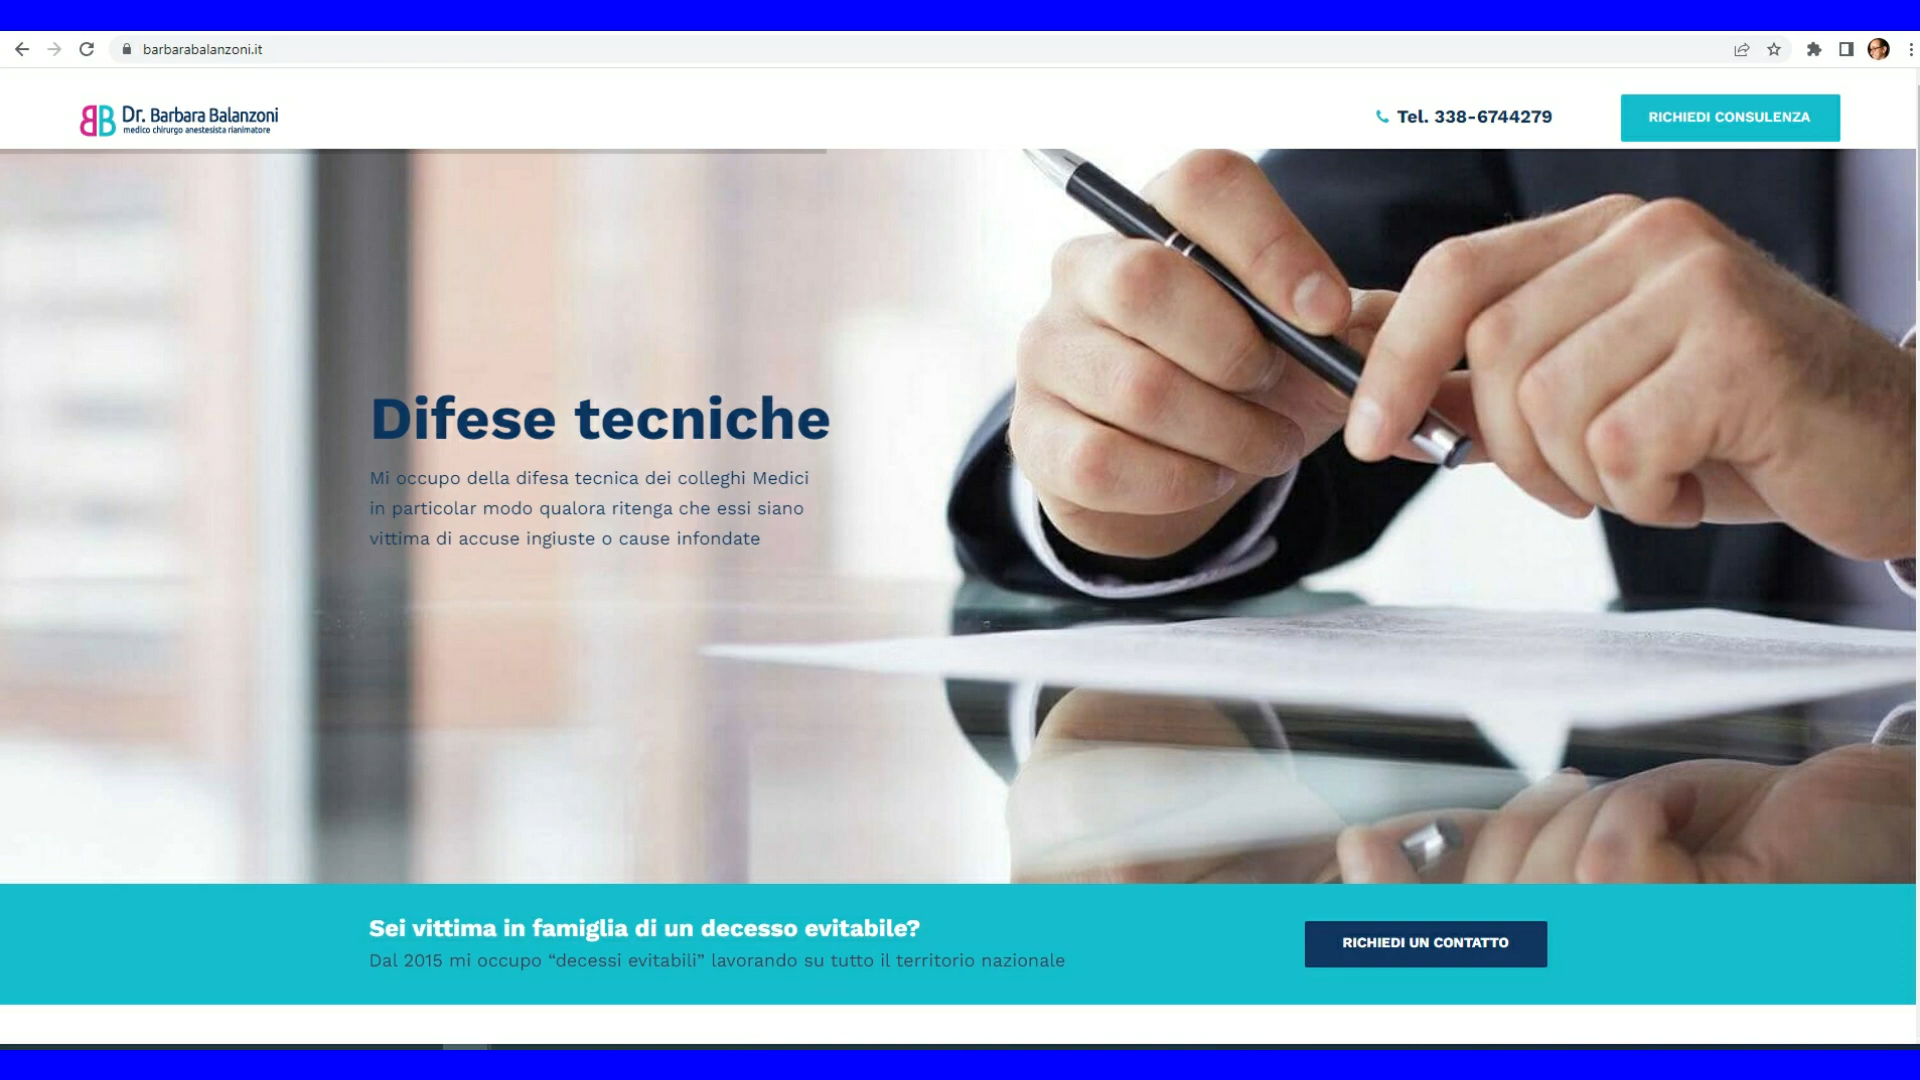 barbarabalanzoni.it
BB Dr. Barbara Balanzoni
medico chirurgo anestesista rianimatore
Tel. 338-6744279
RICHIEDI CONSULENZA
Difese tecniche
Mi occupo della difesa tecnica dei colleghi Medici
in particolar modo qualora ritenga che essi siano
vittima di accuse ingiuste o cause infondate
Sei vittima in famiglia di un decesso evitabile?
Dal 2015 mi occupo “decessi evitabili” lavorando su tutto il territorio nazionale
RICHIEDI UN CONTATTO